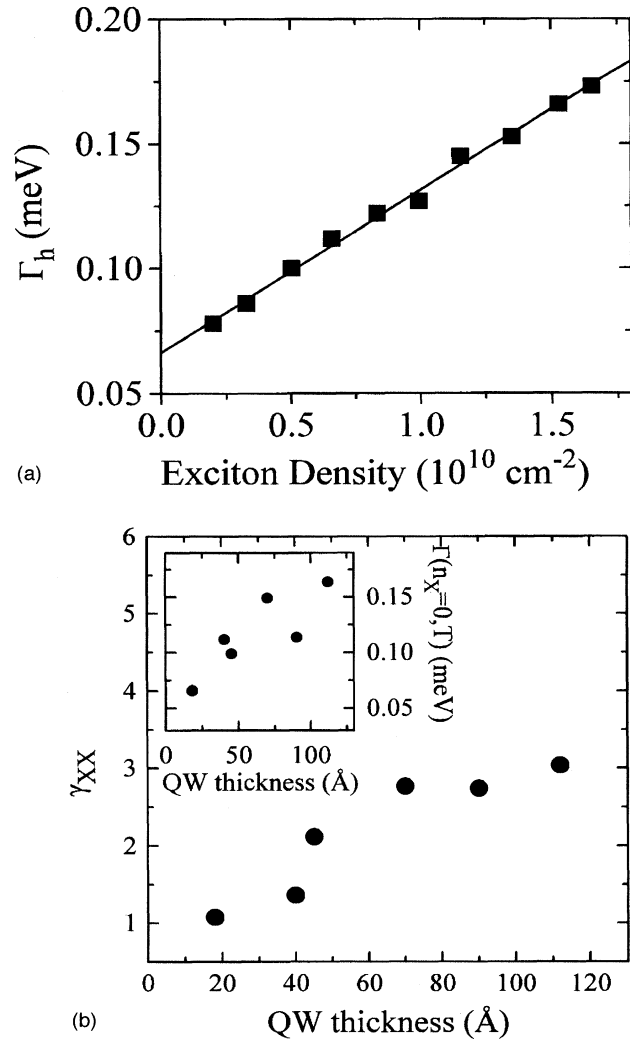 0.20
0.15
0.10
0.05
Γh (meV)
0.0 0.5 1.0 1.5
(a)
Exciton Density (10¹⁰ cm⁻²)
6
5
4
3
2
1
γXX
0.15
0.10
0.05
Γ(nX=0,T) (meV)
0 50 100
QW thickness (Å)
0 20 40 60 80 100 120
(b)
QW thickness (Å)